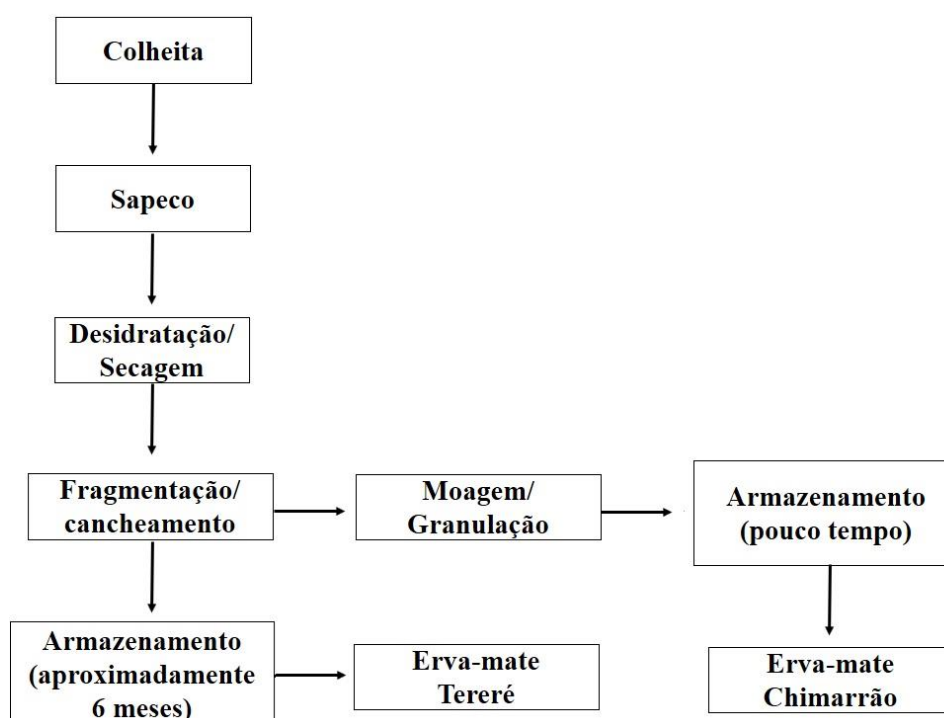 Colheita
Sapeco
Desidratação/
Secagem
Fragmentação/
cancheamento
Moagem/
Granulação
Armazenamento
(pouco tempo)
Armazenamento
(aproximadamente
6 meses)
Erva-mate
Tereré
Erva-mate
Chimarrão